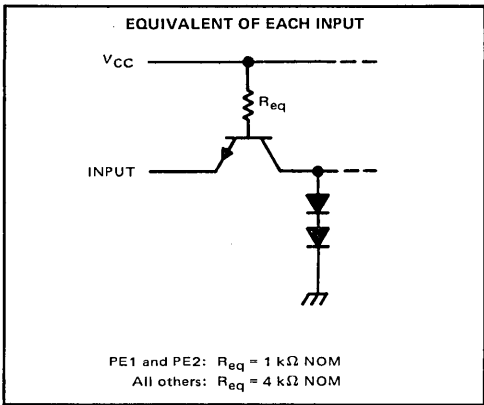 EQUIVALENT OF EACH INPUT
VCC
Req
INPUT
PE1 and PE2: Req = 1 kΩ NOM
All others: Req = 4 kΩ NOM